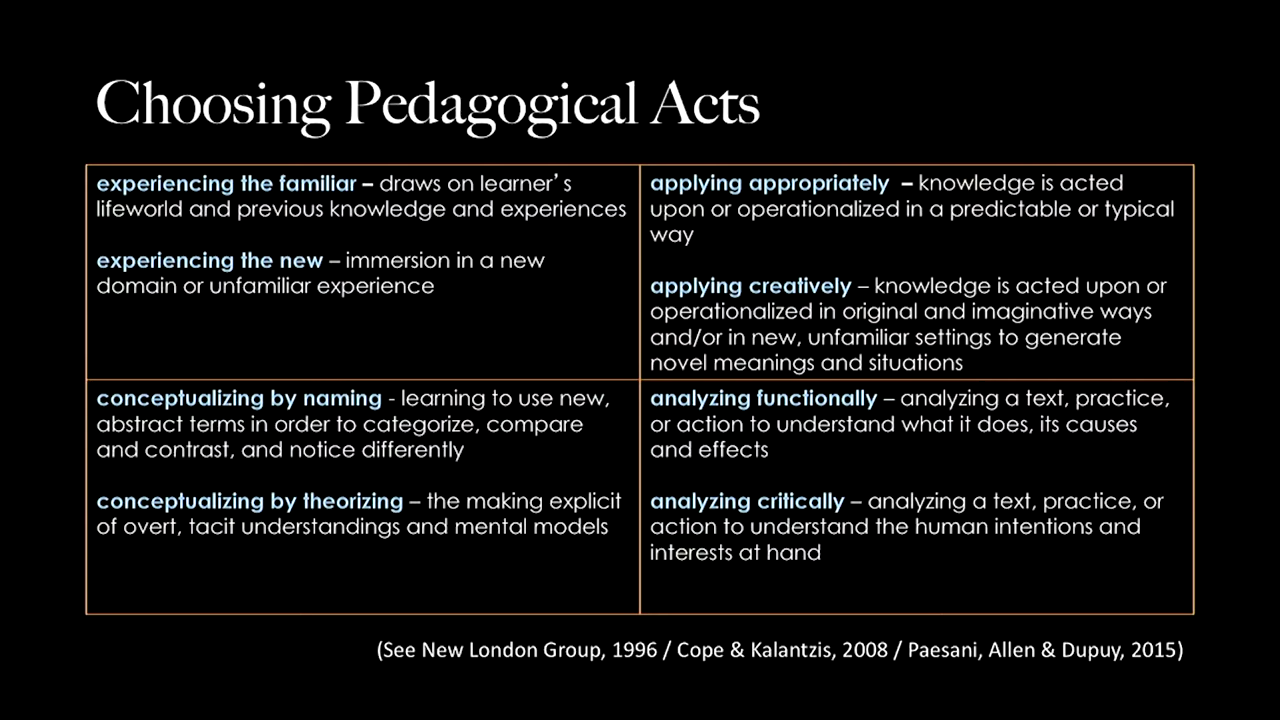 Choosing Pedagogical Acts
experiencing the familiar – draws on learner’s
lifeworld and previous knowledge and experiences
experiencing the new – immersion in a new
domain or unfamiliar experience
applying appropriately – knowledge is acted
upon or operationalized in a predictable or typical
way
applying creatively – knowledge is acted upon or
operationalized in original and imaginative ways
and/or in new, unfamiliar settings to generate
novel meanings and situations
conceptualizing by naming - learning to use new,
abstract terms in order to categorize, compare
and contrast, and notice differently
conceptualizing by theorizing – the making explicit
of overt, tacit understandings and mental models
analyzing functionally – analyzing a text, practice,
or action to understand what it does, its causes
and effects
analyzing critically – analyzing a text, practice, or
action to understand the human intentions and
interests at hand
(See New London Group, 1996 / Cope & Kalantzis, 2008 / Paesani, Allen & Dupuy, 2015)